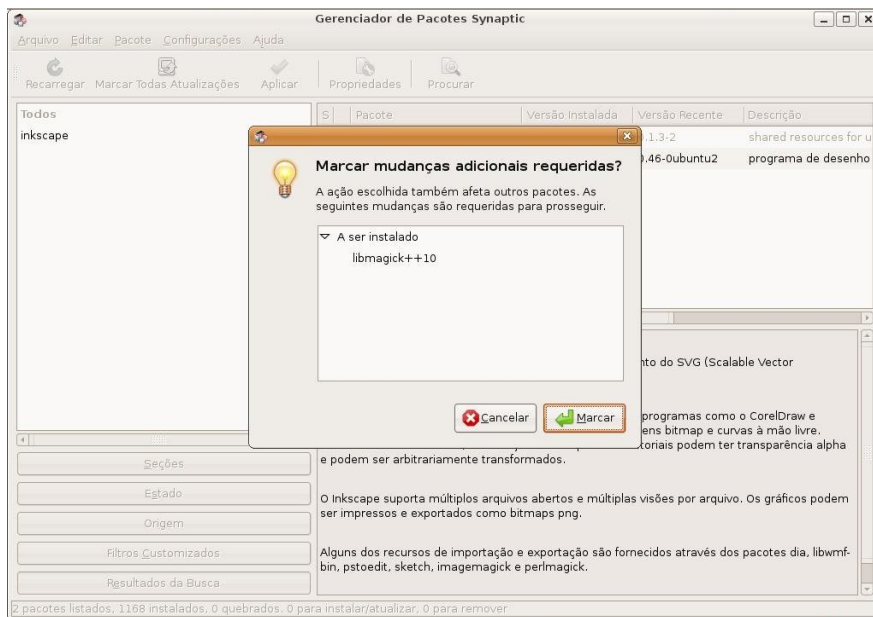 Gerenciador de Pacotes Synaptic
Arquivo Editar Pacote Configurações Ajuda
Recarregar Marcar Todas Atualizações Aplicar Propriedades Procurar
Todos
inkscape
S Pacote Versão Instalada Versão Recente Descrição
.1.3-2 shared resources for u
0.46-0ubuntu2 programa de desenho
Marcar mudanças adicionais requeridas?
A ação escolhida também afeta outros pacotes. As
seguintes mudanças são requeridas para prosseguir.
A ser instalado
libmagick++10
Cancelar Marcar
nto do SVG (Scalable Vector
programas como o CorelDraw e
ens bitmap e curvas à mão livre.
toriais podem ter transparência alpha
e podem ser arbitrariamente transformados.
O Inkscape suporta múltiplos arquivos abertos e múltiplas visões por arquivo. Os gráficos podem
ser impressos e exportados como bitmaps png.
Alguns dos recursos de importação e exportação são fornecidos através dos pacotes dia, libwmf-
bin, pstoedit, sketch, imagemagick e perlmagick.
Seções
Estado
Origem
Filtros Customizados
Resultados da Busca
2 pacotes listados, 1168 instalados, 0 quebrados. 0 para instalar/atualizar, 0 para remover